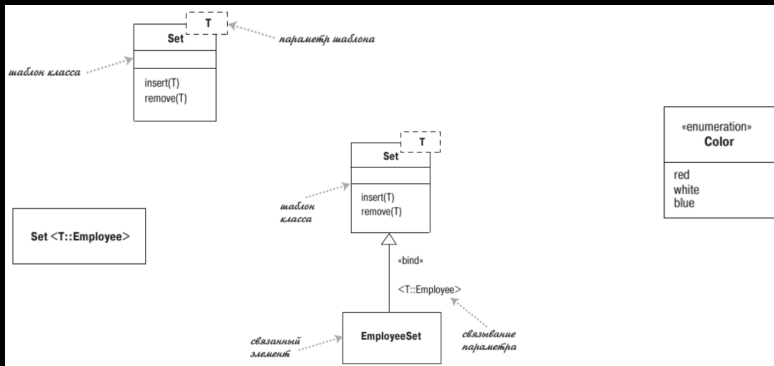 T
Set
параметр шаблона
шаблон класса
insert(T)
remove(T)
Set <T::Employee>
T
Set
шаблон
класса
insert(T)
remove(T)
«bind»
<T::Employee>
EmployeeSet
связанный
элемент
связывание
параметра
«enumeration»
Color
red
white
blue